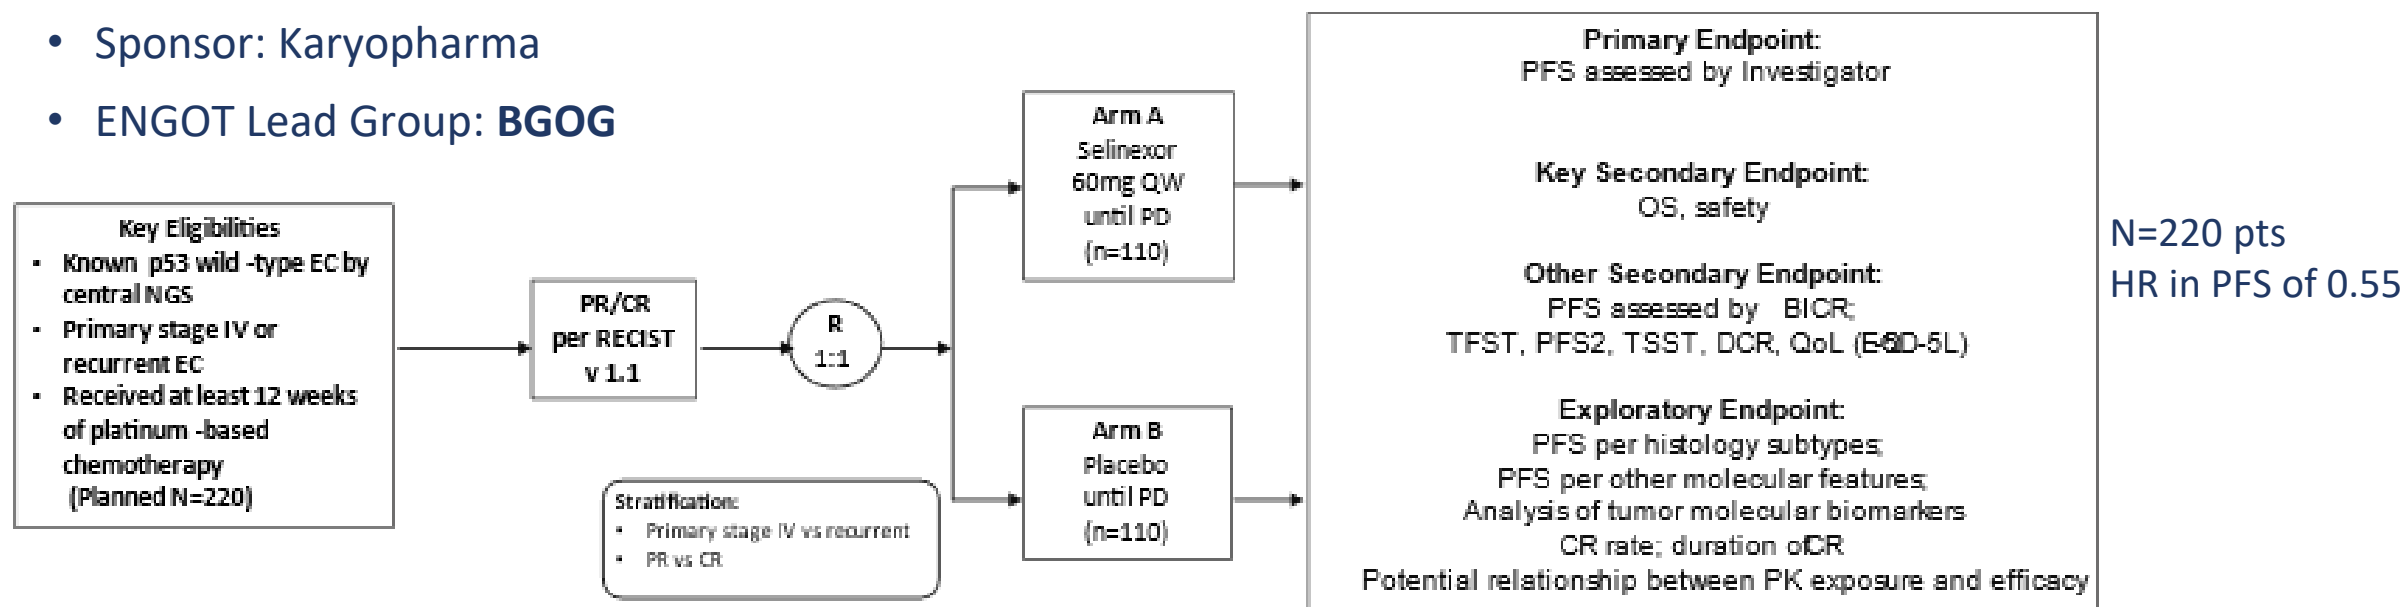 • Sponsor: Karyopharma
• ENGOT Lead Group: BGOG
Key Eligibilities
▪ Known p53 wild -type EC by
central NGS
▪ Primary stage IV or
recurrent EC
▪ Received at least 12 weeks
of platinum -based
chemotherapy
(Planned N=220)
PR/CR
per RECIST
v 1.1
R
1:1
Stratification:
• Primary stage IV vs recurrent
• PR vs CR
Arm A
Selinexor
60mg QW
until PD
(n=110)
Arm B
Placebo
until PD
(n=110)
Primary Endpoint:
PFS assessed by Investigator
Key Secondary Endpoint:
OS, safety
Other Secondary Endpoint:
PFS assessed by BICR;
TFST, PFS2, TSST, DCR, QoL
Exploratory Endpoint:
PFS per histology subtypes;
PFS per other molecular features;
Analysis of tumor molecular biomarkers
CR rate; duration of CR
Potential relationship between PK exposure and efficacy
N=220 pts
HR in PFS of 0.55